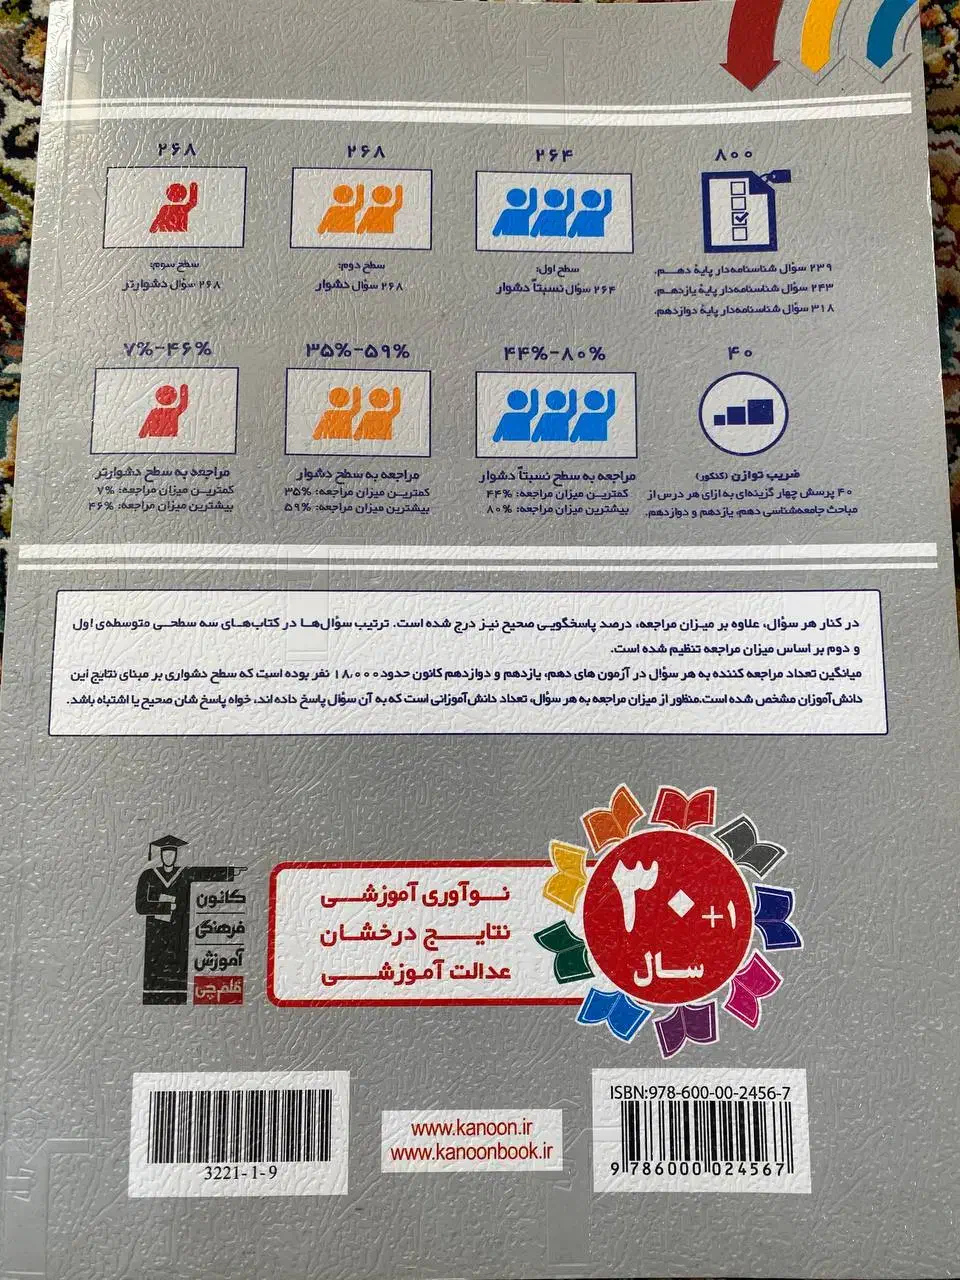 ۸۰۰
۲۳۹ سؤال شناسنامه‌دار پایهٔ دهم.
۲۴۳ سؤال شناسنامه‌دار پایهٔ یازدهم.
۳۱۸ سؤال شناسنامه‌دار پایهٔ دوازدهم.
۲۶۴
سطح اول:
۲۶۴ سؤال نسبتاً دشوار
۲۶۸
سطح دوم:
۲۶۸ سؤال دشوار
۲۶۸
سطح سوم:
۲۶۸ سؤال دشوارتر
۴۰
ضریب توازن (کنکور)
۴۰ پرسش چهار گزینه‌ای به ازای هر درس از
مباحث جامعه‌شناسی دهم، یازدهم و دوازدهم.
۴۴%-۸۰%
مراجعه به سطح نسبتاً دشوار
کمترین میزان مراجعه: ۴۴%
بیشترین میزان مراجعه: ۸۰%
۳۵%-۵۹%
مراجعه به سطح دشوار
کمترین میزان مراجعه: ۳۵%
بیشترین میزان مراجعه: ۵۹%
۷%-۴۶%
مراجعه به سطح دشوارتر
کمترین میزان مراجعه: ۷%
بیشترین میزان مراجعه: ۴۶%
در کنار هر سؤال، علاوه بر میزان مراجعه، درصد پاسخگویی صحیح نیز درج شده است. ترتیب سؤال‌ها در کتاب‌های سه سطحی متوسطه‌ی اول
و دوم بر اساس میزان مراجعه تنظیم شده است.
میانگین تعداد مراجعه کننده به هر سؤال در آزمون های دهم، یازدهم و دوازدهم کانون حدود ۱۸،۰۰۰ نفر بوده است که سطح دشواری بر مبنای نتایج این
دانش‌آموزان مشخص شده است.منظور از میزان مراجعه به هر سؤال، تعداد دانش‌آموزانی است که به آن سؤال پاسخ داده اند، خواه پاسخ شان صحیح یا اشتباه باشد.
۳۰+۱
سال
نوآوری آموزشی
نتایج درخشان
عدالت آموزشی
کانون
فرهنگی
آموزش
قلم‌چی
ISBN:978-600-00-2456-7
9 786000 024567
www.kanoon.ir
www.kanoonbook.ir
3221-1-9